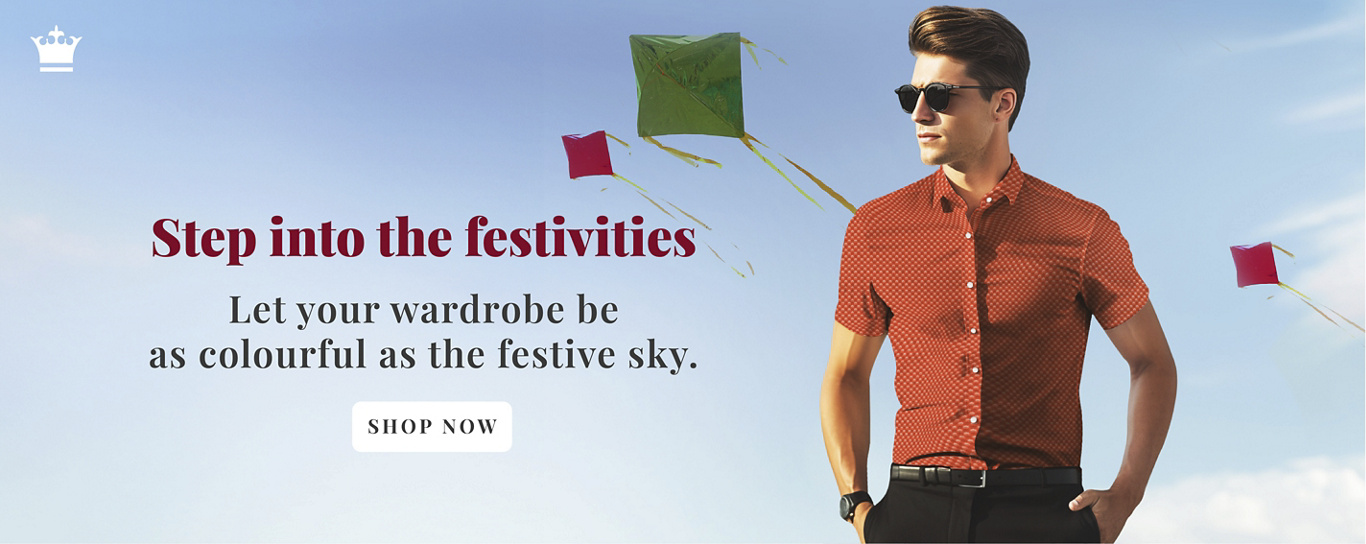 Step into the festivities
Let your wardrobe be
as colourful as the festive sky.
SHOP NOW